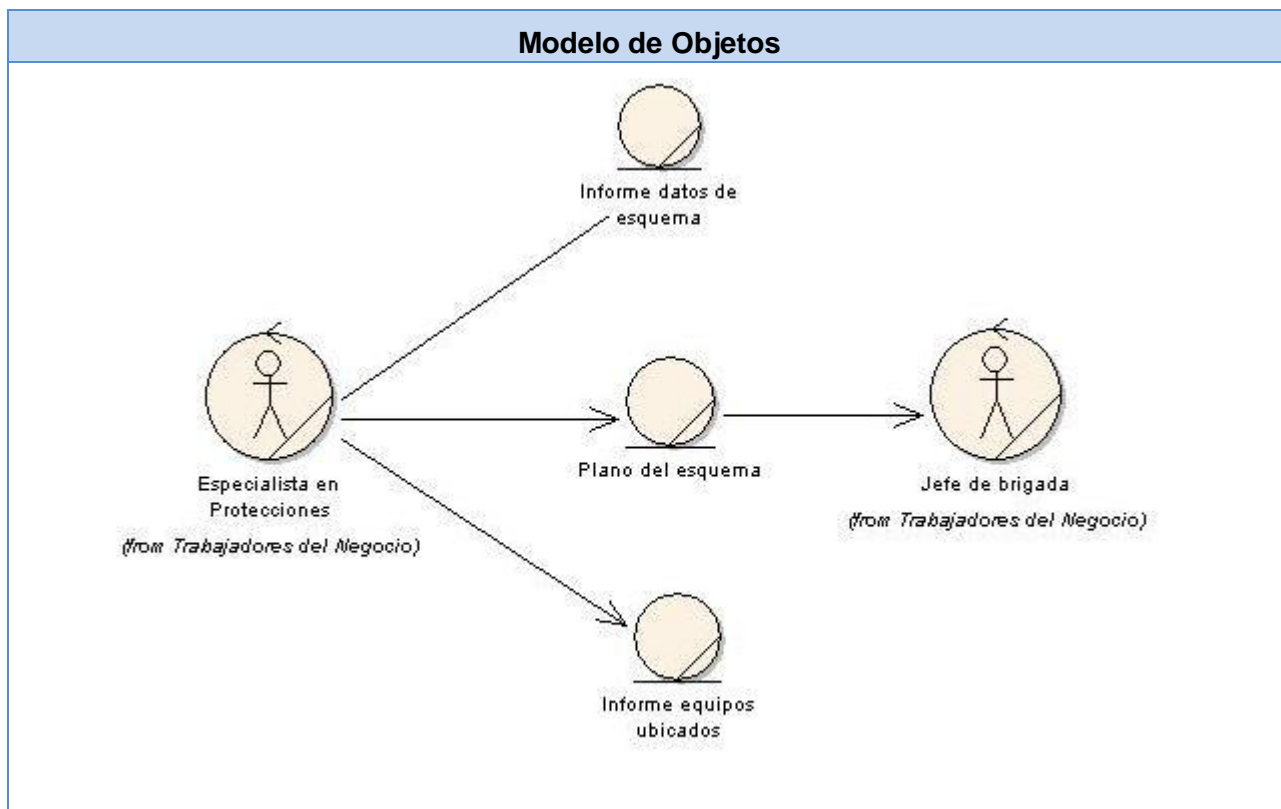 Modelo de Objetos
Informe datos de
esquema
Especialista en
Protecciones
(from Trabajadores del Negocio)
Plano del esquema
Jefe de brigada
(from Trabajadores del Negocio)
Informe equipos
ubicados